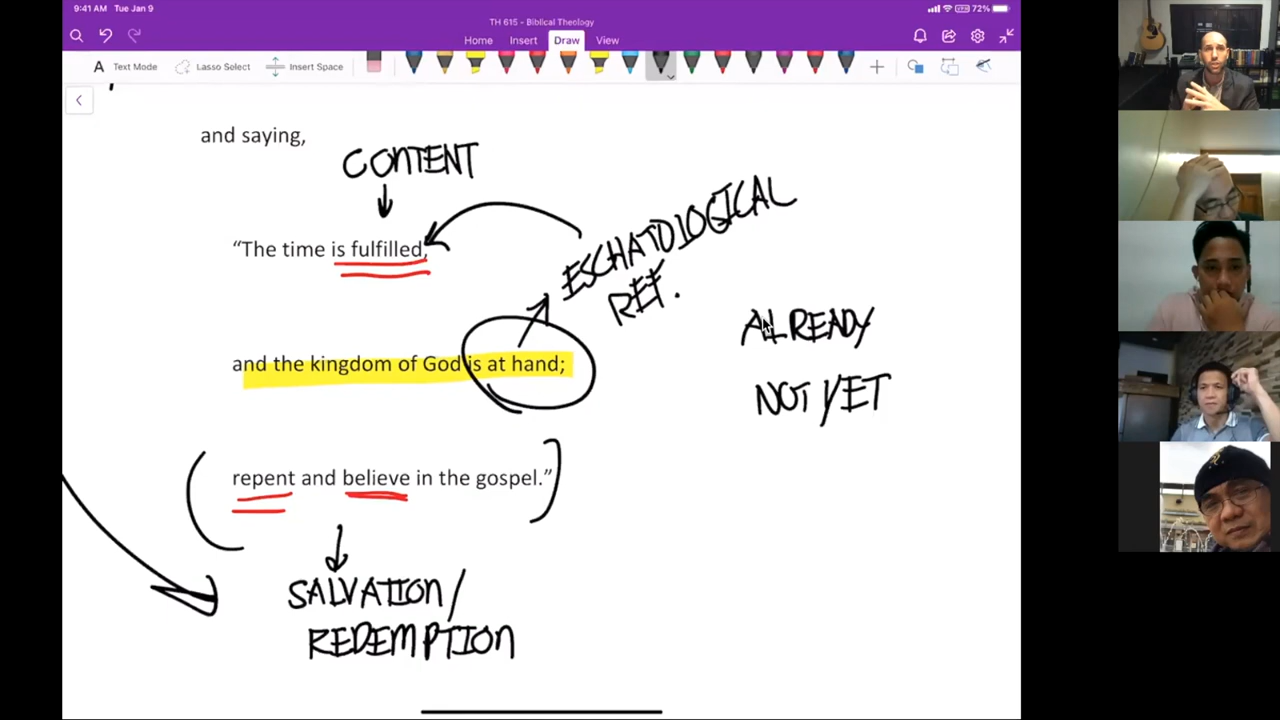 9:41 AM Tue Jan 9
72%
TH 615 - Biblical Theology
Home Insert Draw View
A Text Mode Lasso Select Insert Space
and saying,
CONTENT
“The time is fulfilled,
ESCHATOLOGICAL
REF.
ALREADY
and the kingdom of God is at hand;
NOT YET
repent and believe in the gospel.”
SALVATION/
REDEMPTION